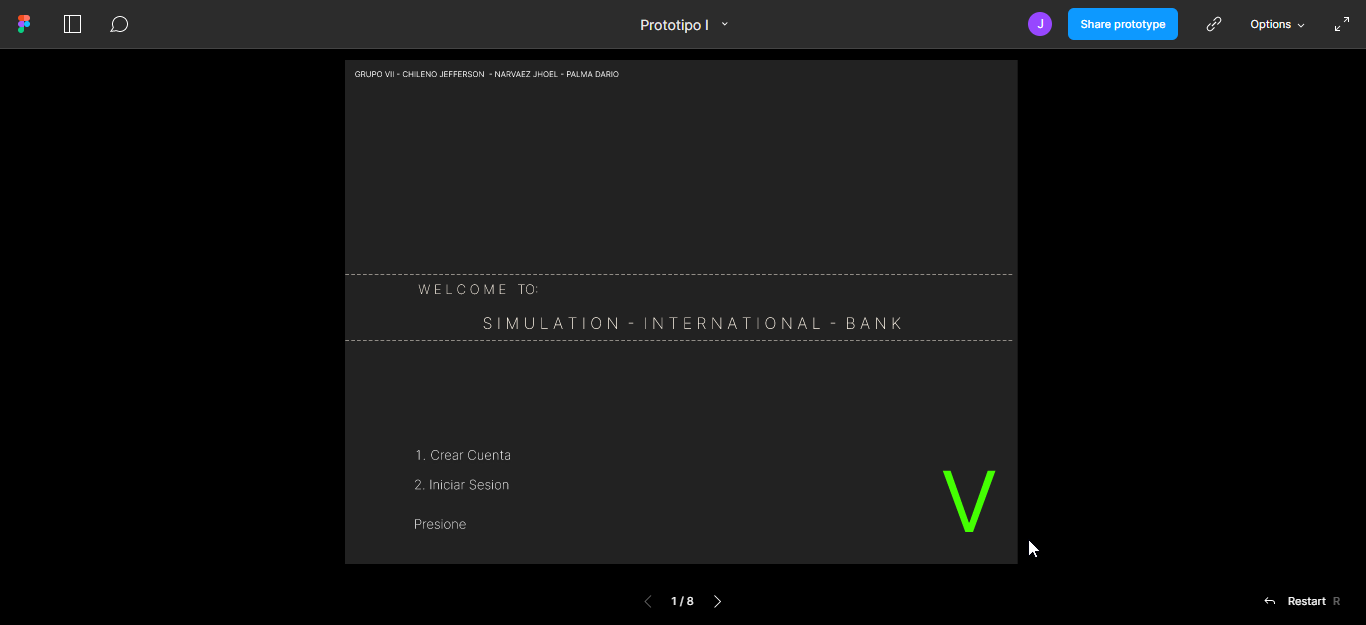 Prototipo I
J
Share prototype
Options
GRUPO VII - CHILENO JEFFERSON - NARVAEZ JHOEL - PALMA DARIO
WELCOME TO:
SIMULATION - INTERNATIONAL - BANK
1. Crear Cuenta
2. Iniciar Sesion
Presione
V
1 / 8
Restart R